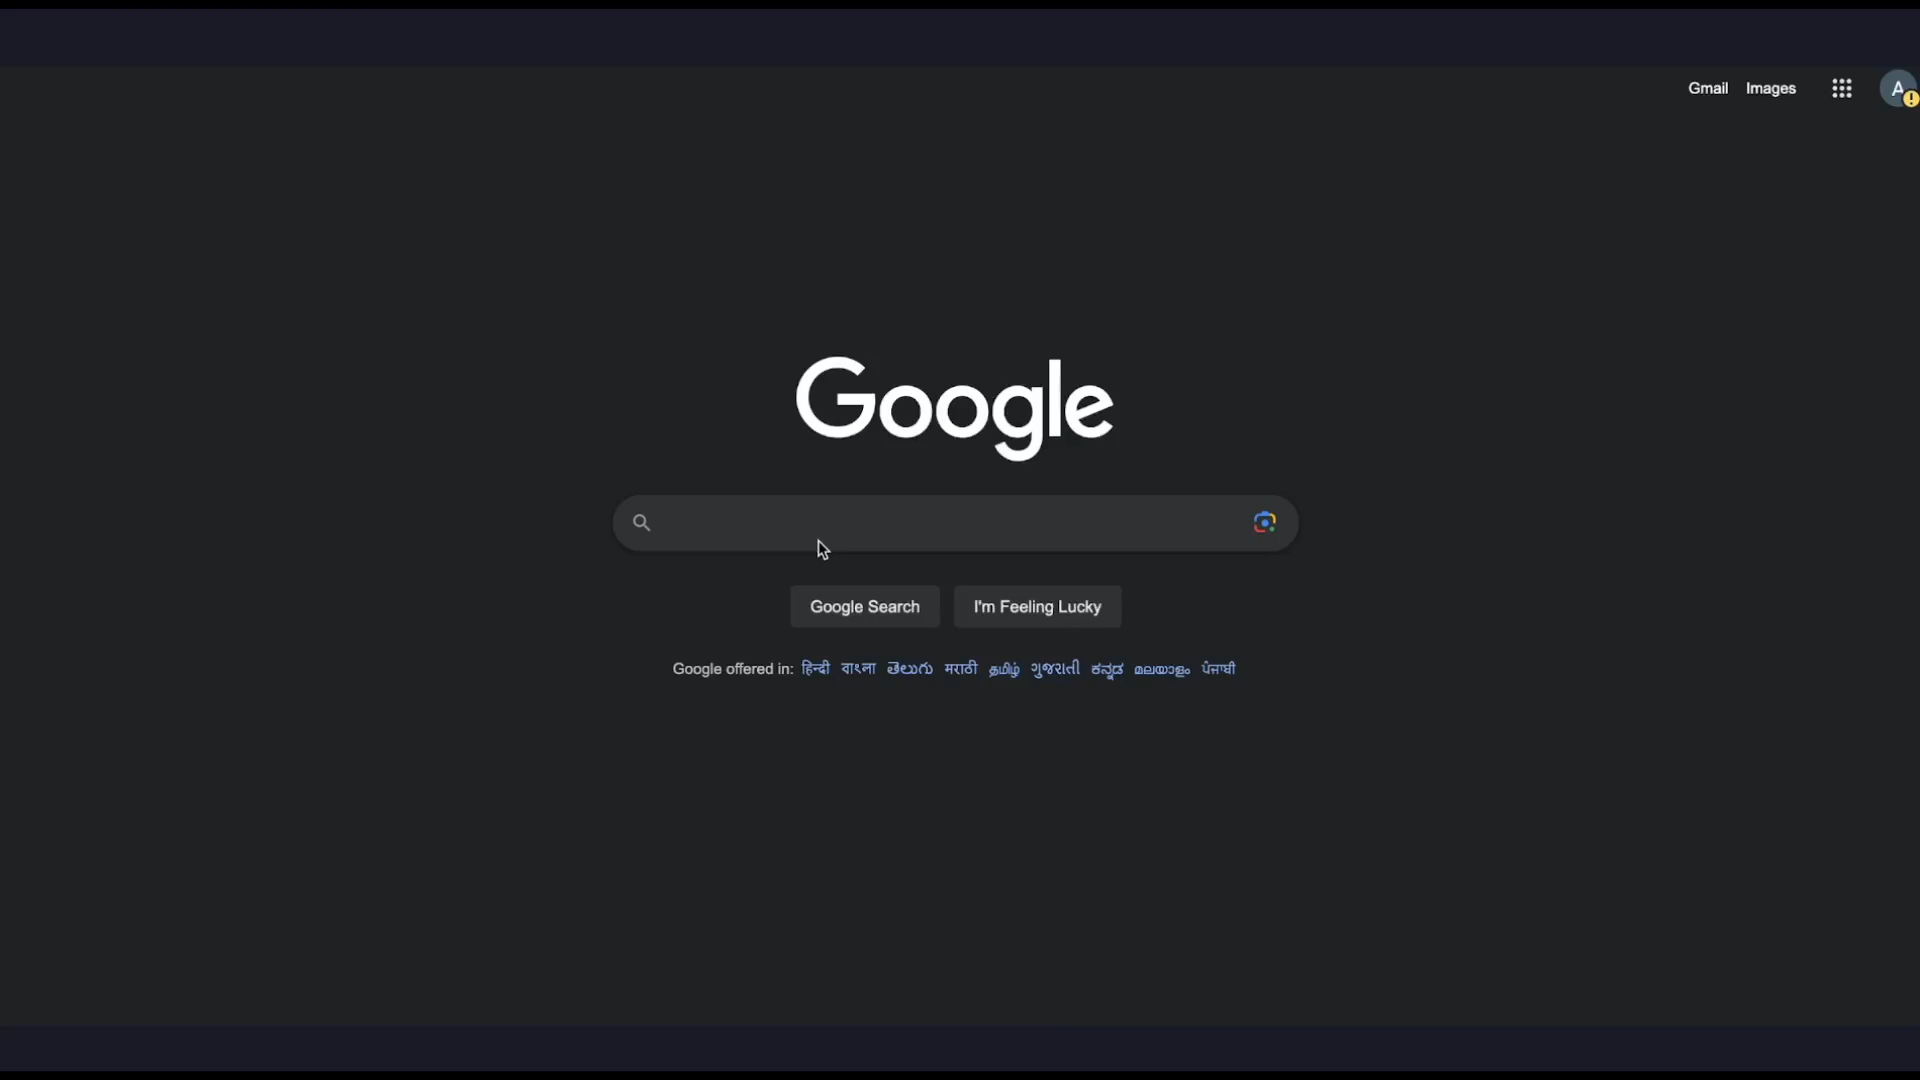 Gmail Images A
Google
Google Search I'm Feeling Lucky
Google offered in: हिन्दी বাংলা తెలుగు मराठी தமிழ் ગુજરાતી ಕನ್ನಡ മലയാളം ਪੰਜਾਬੀ